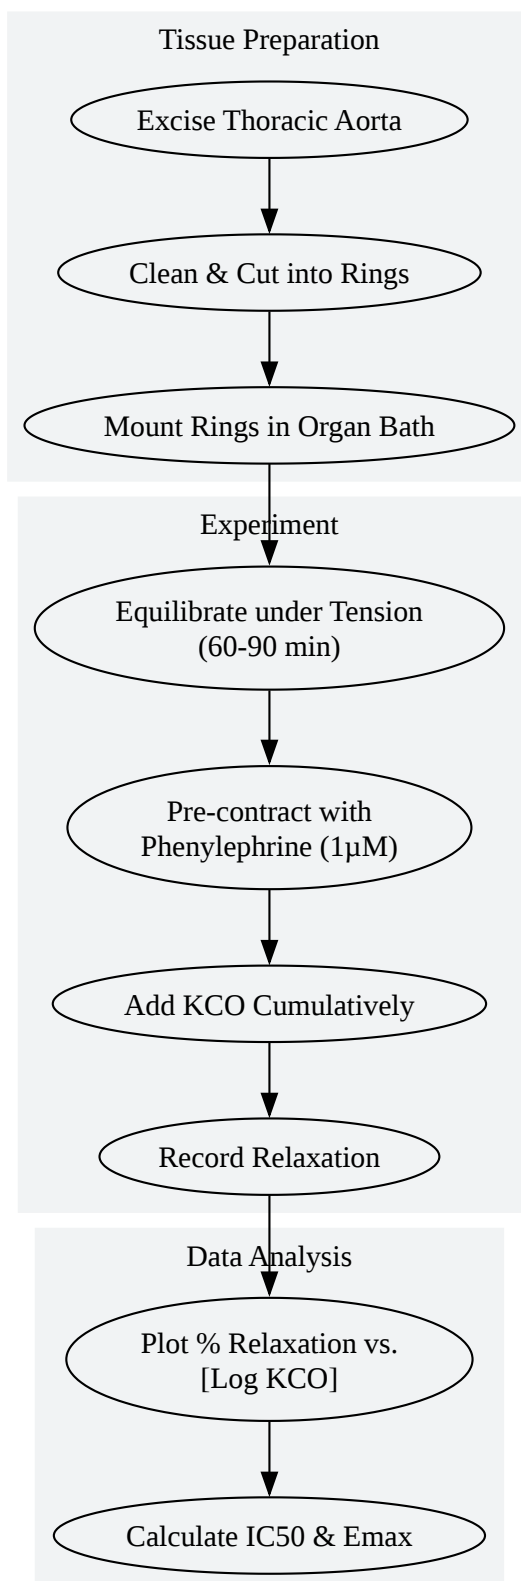 Tissue Preparation
Excise Thoracic Aorta
Clean & Cut into Rings
Mount Rings in Organ Bath
Experiment
Equilibrate under Tension
(60-90 min)
Pre-contract with
Phenylephrine (1µM)
Add KCO Cumulatively
Record Relaxation
Data Analysis
Plot % Relaxation vs.
[Log KCO]
Calculate IC50 & Emax